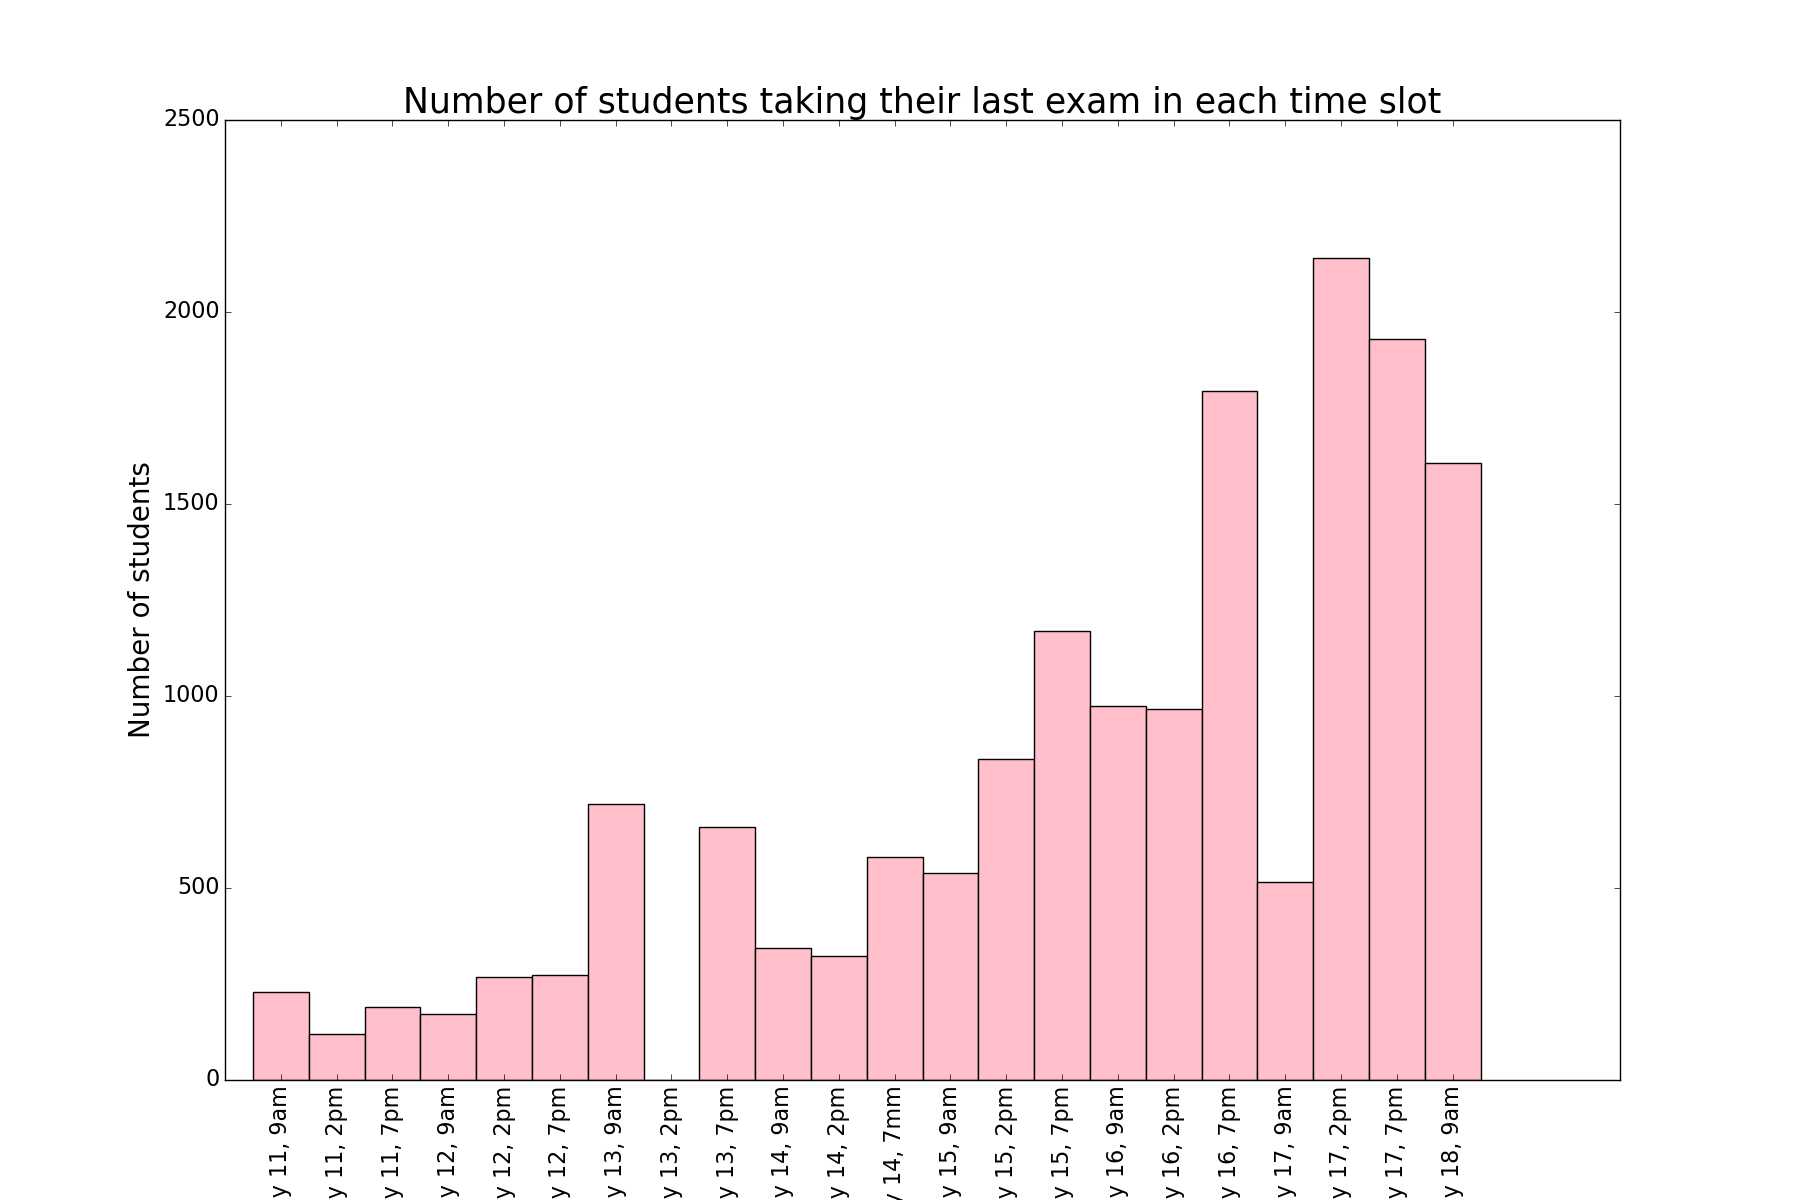 Number of students taking their last exam in each time slot
Number of students
2500
2000
1500
1000
500
0
y 11, 9am
y 11, 2pm
y 11, 7pm
y 12, 9am
y 12, 2pm
y 12, 7pm
y 13, 9am
y 13, 2pm
y 13, 7pm
y 14, 9am
y 14, 2pm
y 14, 7mm
y 15, 9am
y 15, 2pm
y 15, 7pm
y 16, 9am
y 16, 2pm
y 16, 7pm
y 17, 9am
y 17, 2pm
y 17, 7pm
y 18, 9am